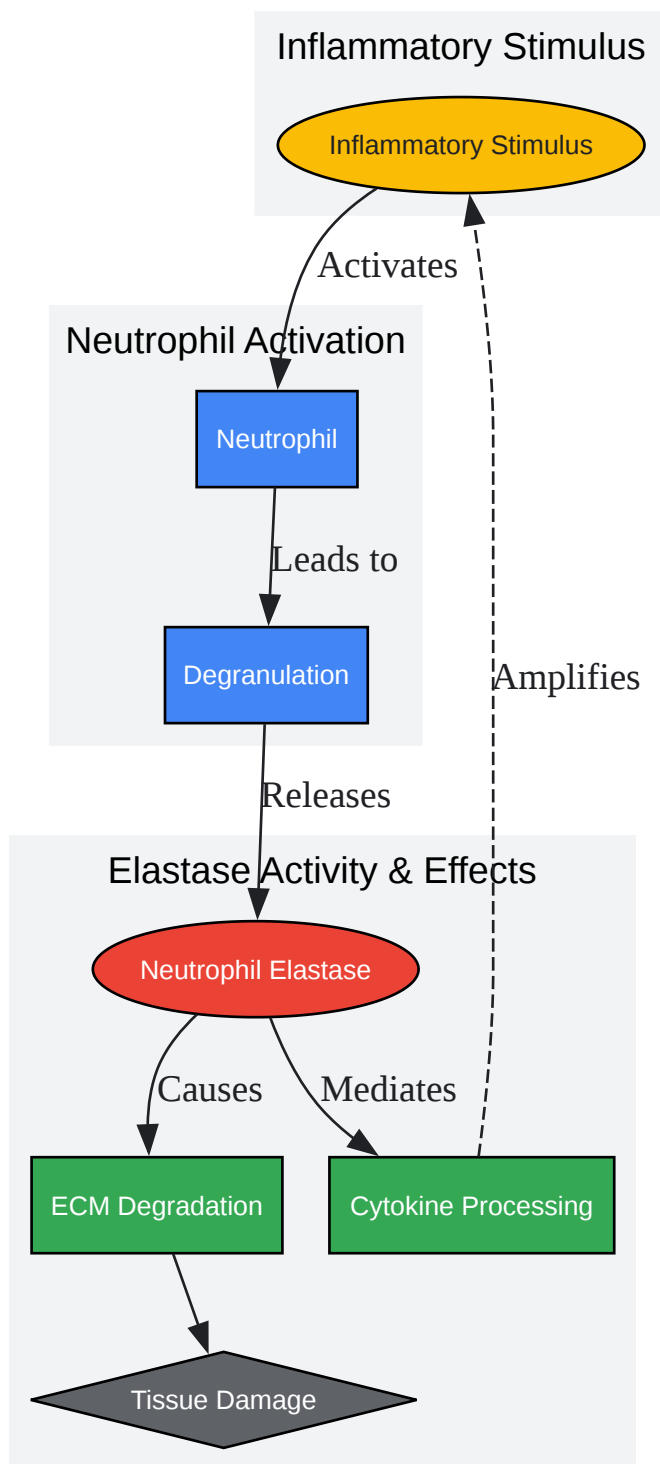 Inflammatory Stimulus
Inflammatory Stimulus
Activates
Neutrophil Activation
Neutrophil
Leads to
Degranulation
Amplifies
Releases
Elastase Activity & Effects
Neutrophil Elastase
Causes
Mediates
ECM Degradation
Cytokine Processing
Tissue Damage